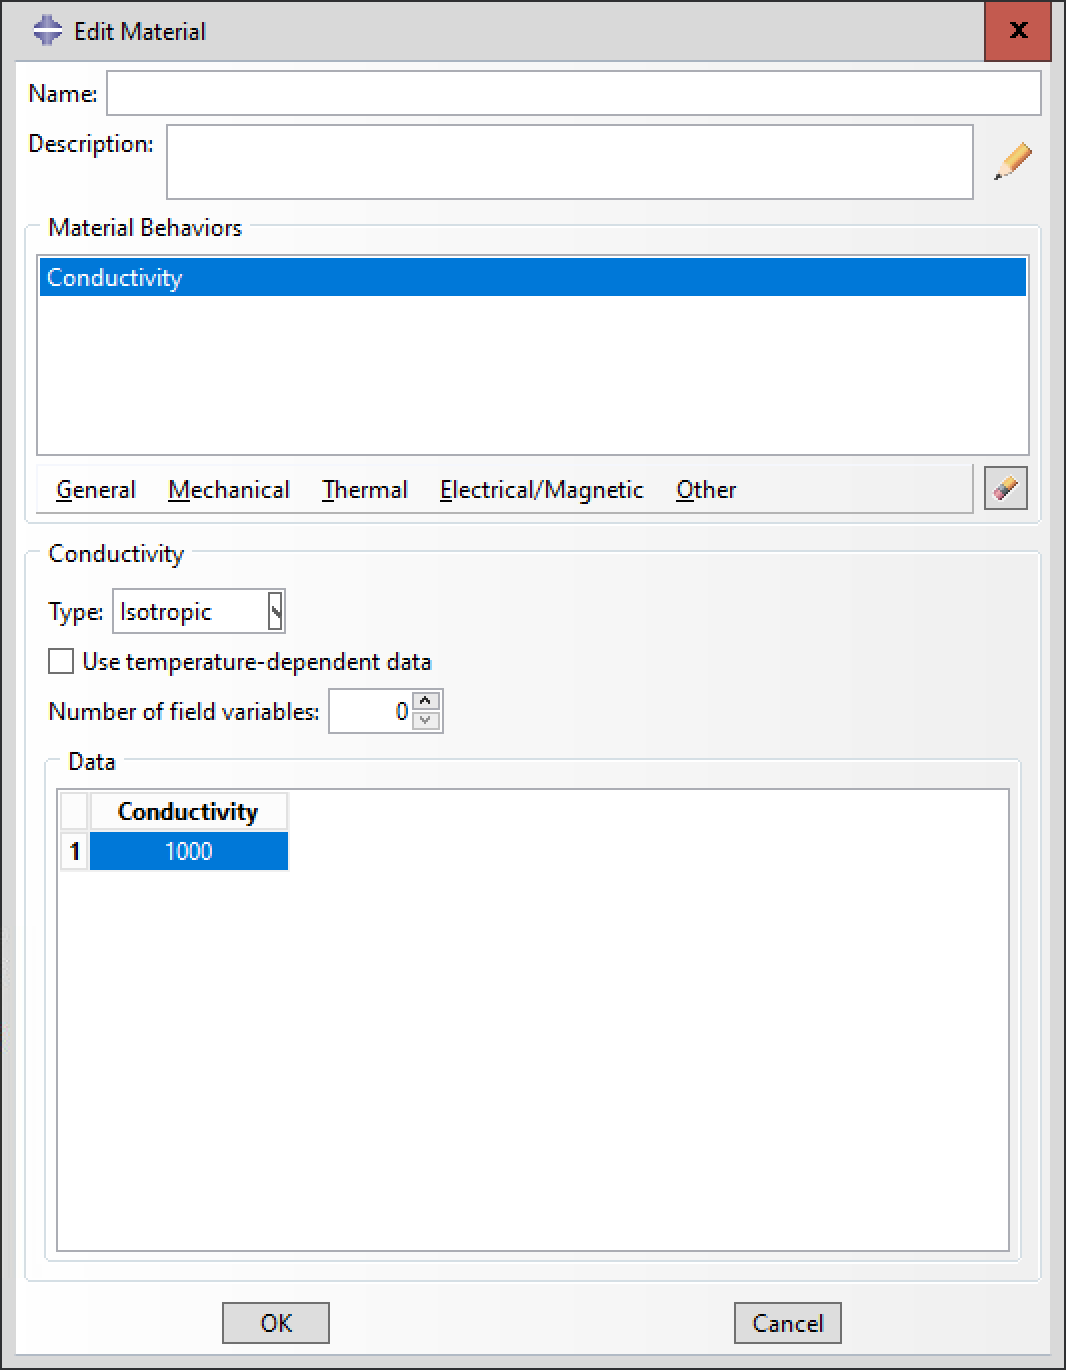 Edit Material
x
Name:
Description:
Material Behaviors
Conductivity
General Mechanical Thermal Electrical/Magnetic Other
Conductivity
Type: Isotropic
Use temperature-dependent data
Number of field variables: 0
Data
Conductivity
1 1000
OK Cancel